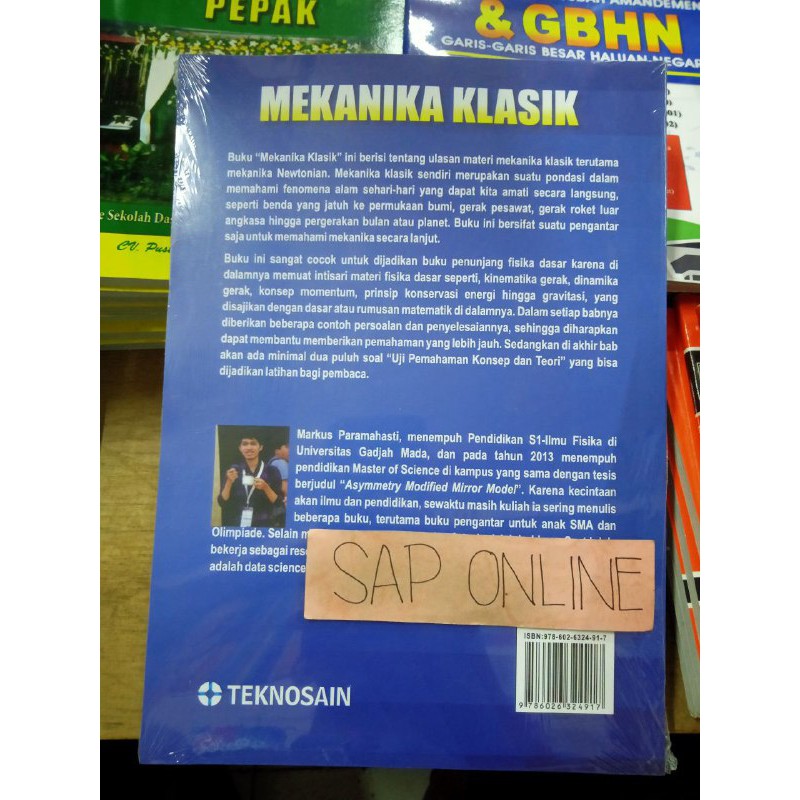 PEPAK
AMANDEMEN
& GBHN
GARIS-GARIS BESAR HALUAN NEGAR
e Sekolah Das
CV.
MEKANIKA KLASIK
Buku “Mekanika Klasik” ini berisi tentang ulasan materi mekanika klasik terutama
mekanika Newtonian. Mekanika klasik sendiri merupakan suatu pondasi dalam
memahami fenomena alam sehari-hari yang dapat kita amati secara langsung,
seperti benda yang jatuh ke permukaan bumi, gerak pesawat, gerak roket luar
angkasa hingga pergerakan bulan atau planet. Buku ini bersifat suatu pengantar
saja untuk memahami mekanika secara lanjut.
Buku ini sangat cocok untuk dijadikan buku penunjang fisika dasar karena di
dalamnya memuat intisari materi fisika dasar seperti, kinematika gerak, dinamika
gerak, konsep momentum, prinsip konservasi energi hingga gravitasi, yang
disajikan dengan dasar atau rumusan matematik di dalamnya. Dalam setiap babnya
diberikan beberapa contoh persoalan dan penyelesaiannya, sehingga diharapkan
dapat membantu memberikan pemahaman yang lebih jauh. Sedangkan di akhir bab
akan ada minimal dua puluh soal “Uji Pemahaman Konsep dan Teori” yang bisa
dijadikan latihan bagi pembaca.
Markus Paramahasti, menempuh Pendidikan S1-Ilmu Fisika di
Universitas Gadjah Mada, dan pada tahun 2013 menempuh
pendidikan Master of Science di kampus yang sama dengan tesis
berjudul “Asymmetry Modified Mirror Model”. Karena kecintaan
akan ilmu dan pendidikan, sewaktu masih kuliah ia sering menulis
beberapa buku, terutama buku pengantar untuk anak SMA dan
Olimpiade. Selain m
bekerja sebagai rese
adalah data science
SAP ONLINE
ISBN:978-602-6324-91-7
9 786026 324917
TEKNOSAIN